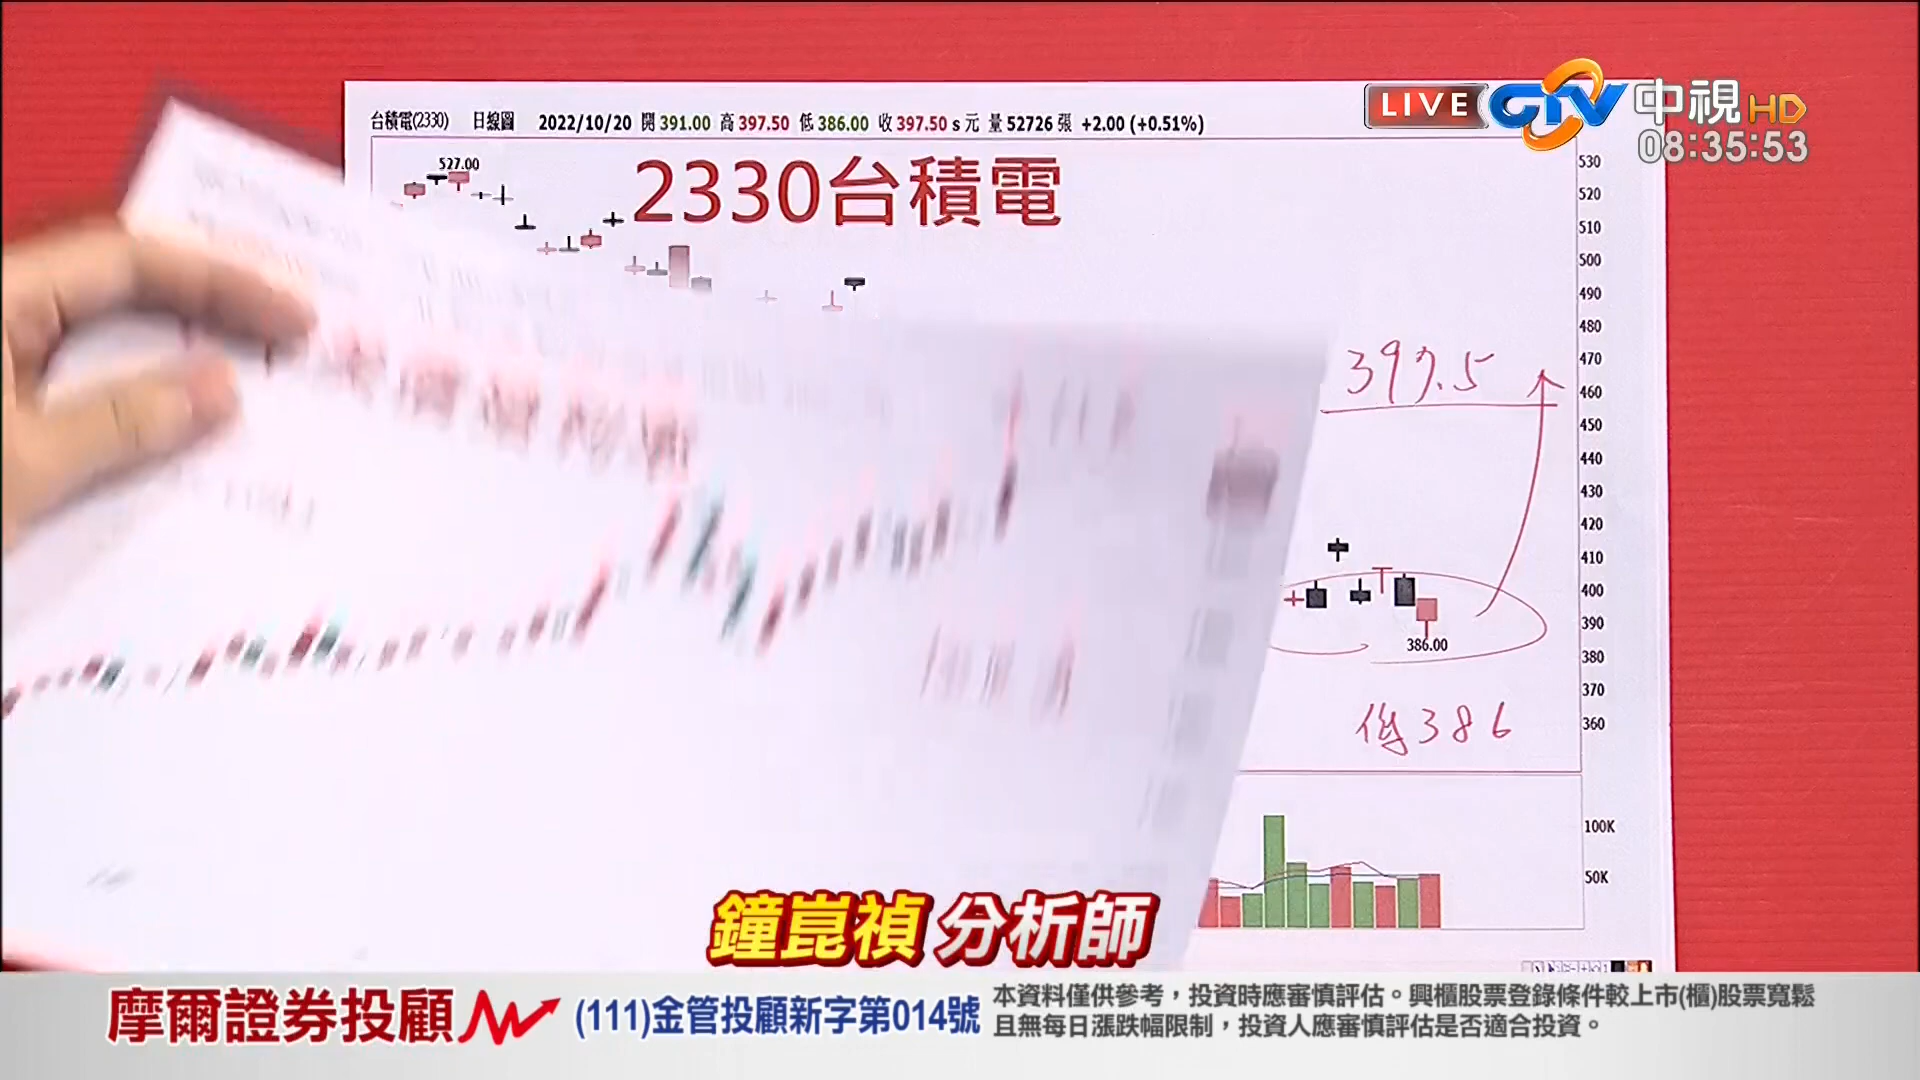 台積電(2330) 日線圖 2022/10/20 開 391.00 高 397.50 低 386.00 收 397.50 s 元 量 52726 張 +2.00 (+0.51%)
LIVE CTV 中視 HD
08:35:53
527.00
2330台積電
530
520
510
500
490
480
470
460
450
440
430
420
410
400
390
380
370
360
397.5
386.00
低386
100K
50K
鐘崑禎 分析師
摩爾證券投顧 (111)金管投顧新字第014號
本資料僅供參考，投資時應審慎評估。興櫃股票登錄條件較上市(櫃)股票寬鬆
且無每日漲跌幅限制，投資人應審慎評估是否適合投資。